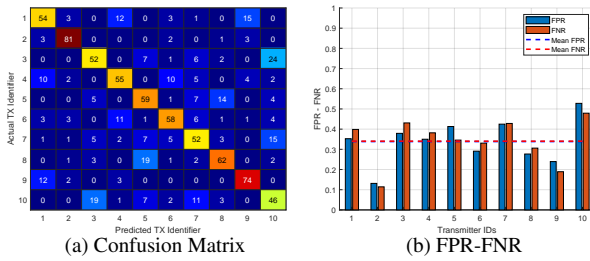 1 54 3 0 12 0 3 1 0 15 0
2 3 81 0 0 0 2 0 1 3 0
3 0 0 52 0 7 1 6 2 0 24
4 10 2 0 55 0 10 5 0 4 2
5 0 0 5 0 59 1 7 14 0 4
6 3 3 0 11 1 58 6 1 1 4
7 1 1 5 2 7 5 52 3 0 15
8 0 1 3 0 19 1 2 62 0 2
9 12 2 0 3 0 0 0 0 74 0
10 0 0 19 1 7 2 11 3 0 46
1 2 3 4 5 6 7 8 9 10
Actual TX Identifier
Predicted TX Identifier
(a) Confusion Matrix
FPR
FNR
Mean FPR
Mean FNR
1
0.9
0.8
0.7
0.6
0.5
0.4
0.3
0.2
0.1
0
FPR - FNR
1 2 3 4 5 6 7 8 9 10
Transmitter IDs
(b) FPR-FNR